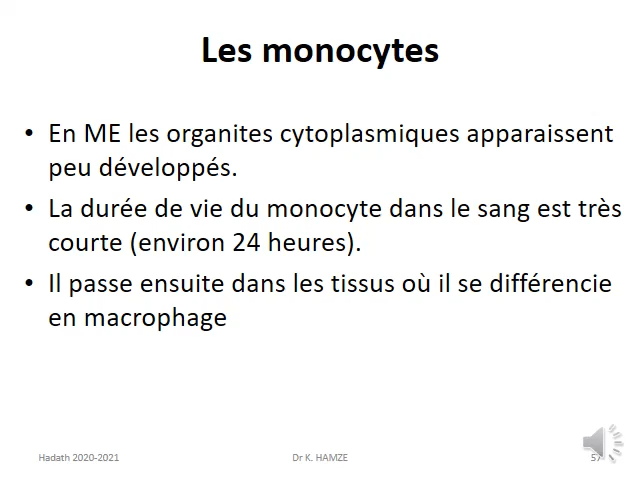 Les monocytes
• En ME les organites cytoplasmiques apparaissent
peu développés.
• La durée de vie du monocyte dans le sang est très
courte (environ 24 heures).
• Il passe ensuite dans les tissus où il se différencie
en macrophage
Hadath 2020-2021
Dr K. HAMZE
57